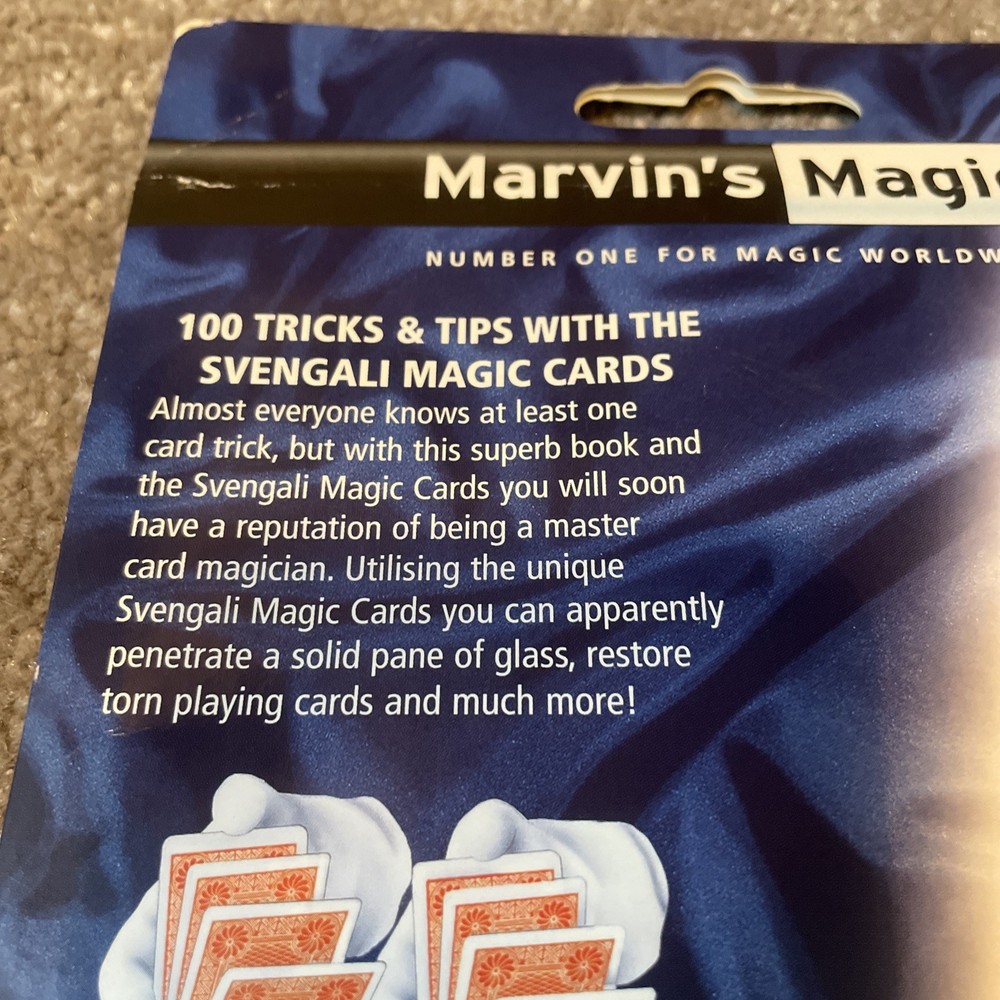 Marvin's Magic
NUMBER ONE FOR MAGIC
100 TRICKS & TIPS WITH THE
SVENGALI MAGIC CARDS
Almost everyone knows at least one
card trick, but with this superb book and
the Svengali Magic Cards you will soon
have a reputation of being a master
card magician. Utilising the unique
Svengali Magic Cards you can apparently
penetrate a solid pane of glass, restore
torn playing cards and much more!